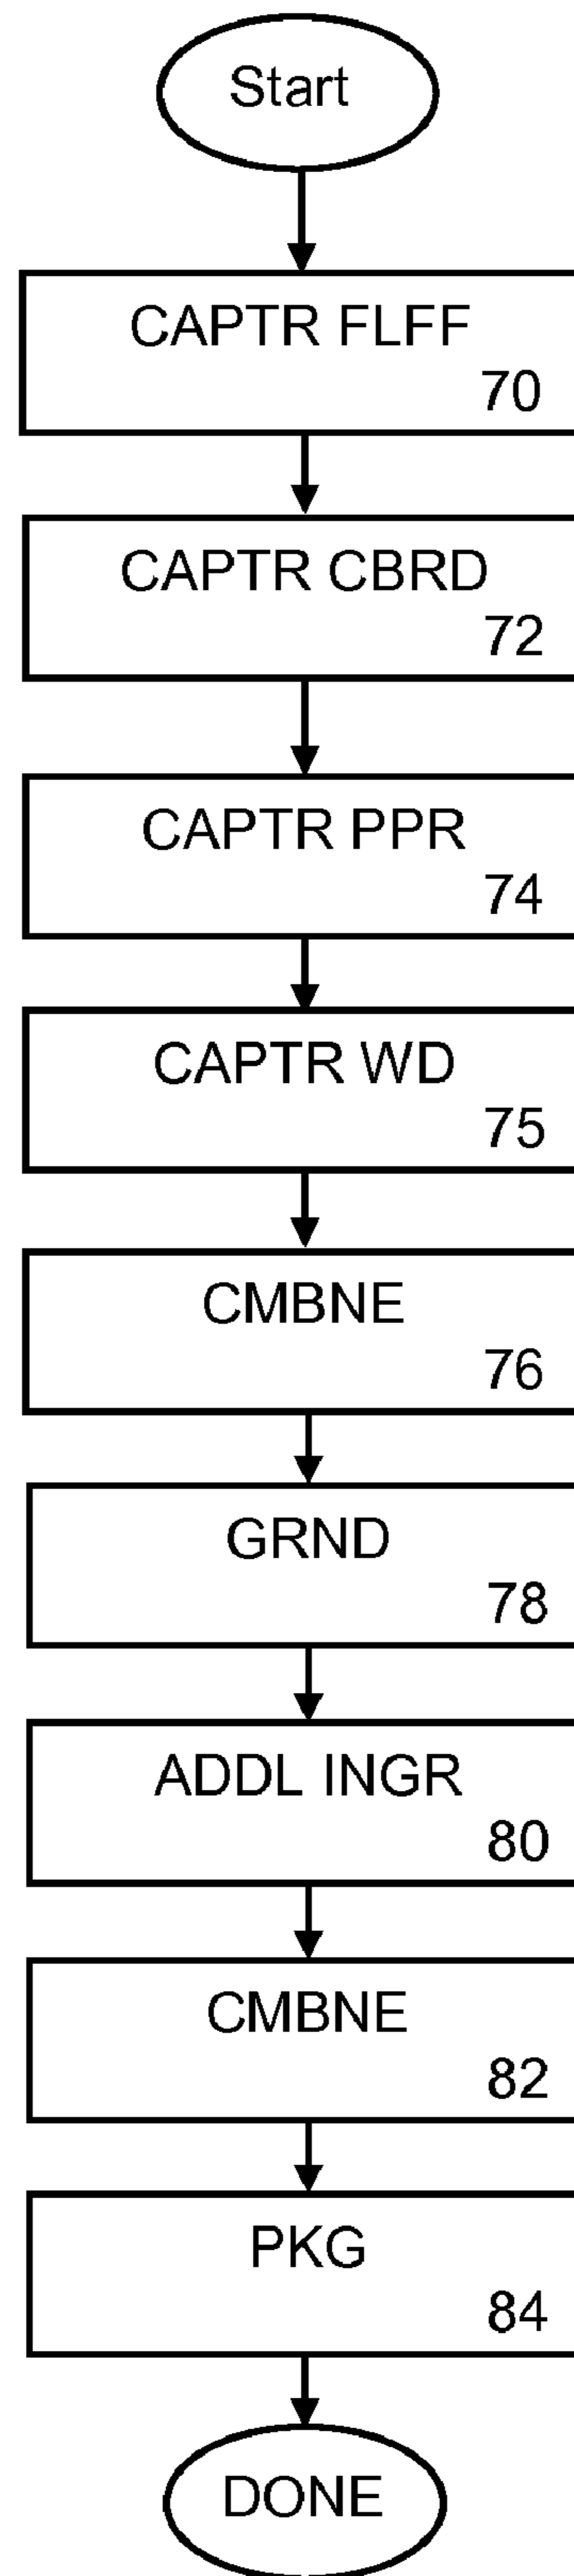 Start
CAPTR FLFF
70
CAPTR CBRD
72
CAPTR PPR
74
CAPTR WD
75
CMBNE
76
GRND
78
ADDL INGR
80
CMBNE
82
PKG
84
DONE